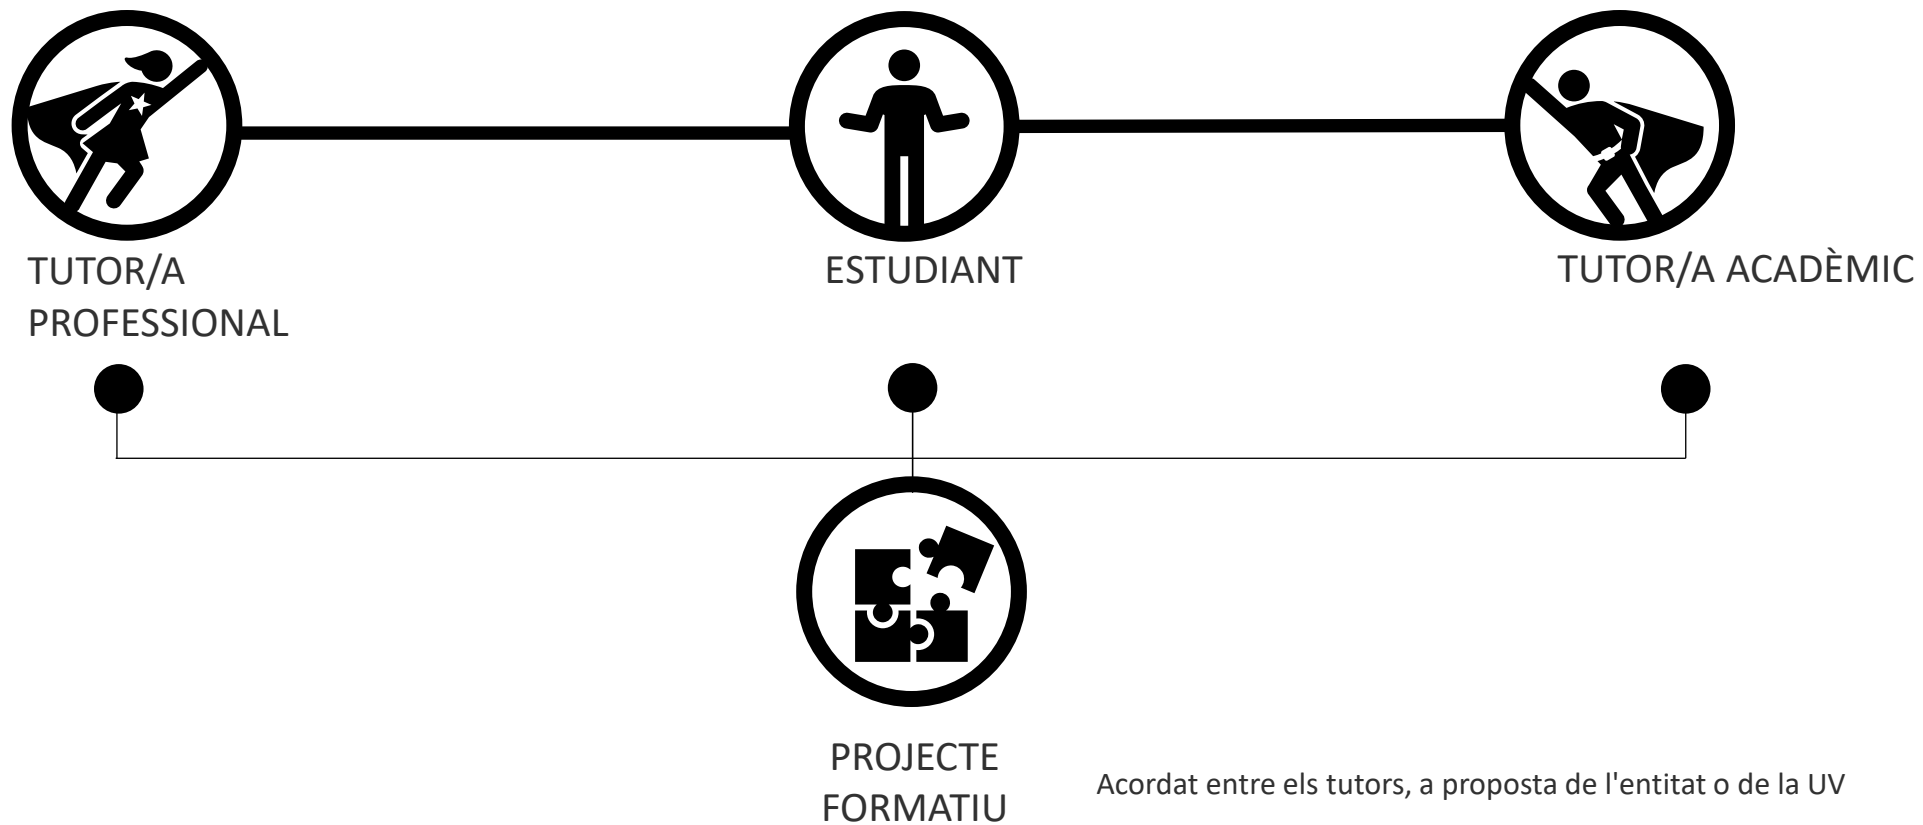 TUTOR/A
PROFESSIONAL
ESTUDIANT
TUTOR/A ACADÈMIC
PROJECTE
FORMATIU
Acordat entre els tutors, a proposta de l'entitat o de la UV